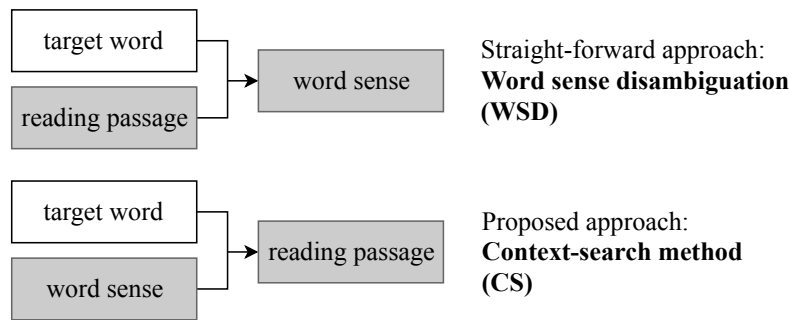 target word
reading passage
word sense
Straight-forward approach:
Word sense disambiguation
(WSD)
target word
word sense
reading passage
Proposed approach:
Context-search method
(CS)